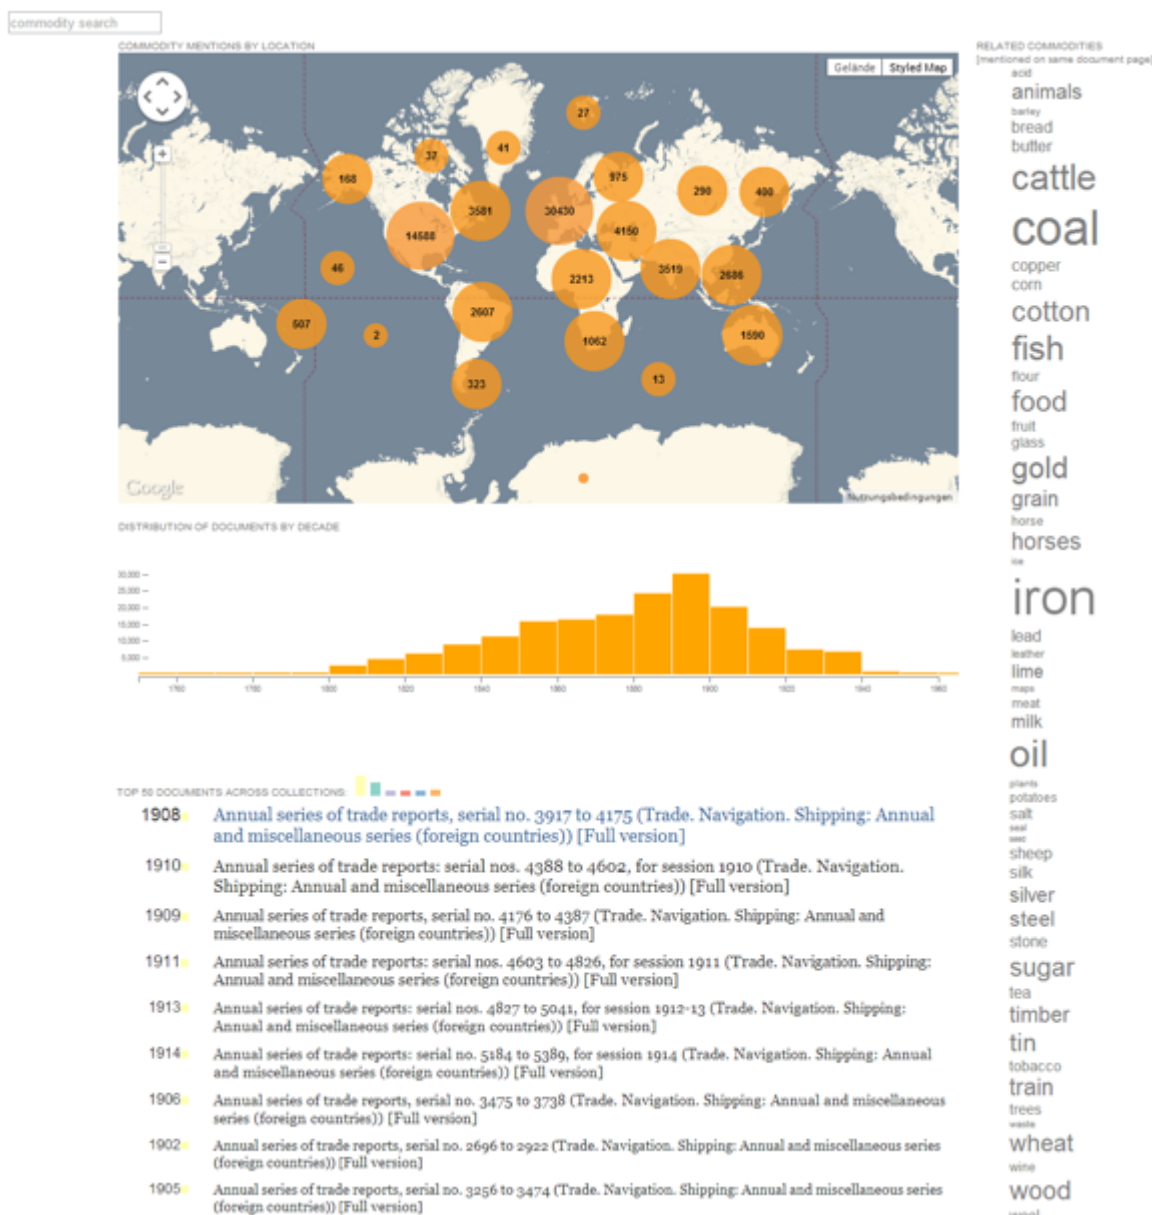 commodity search
COMMODITY MENTIONS BY LOCATION
Gelände Styled Map
27
37
41
168
975
290
400
3581
30430
14588
4150
46
2213
3519
2686
507
2
2607
1062
1590
323
13
Google
Nutzungsbedingungen
DISTRIBUTION OF DOCUMENTS BY DECADE
30,000
25,000
20,000
15,000
10,000
5,000
1760 1780 1800 1820 1840 1860 1880 1900 1920 1940 1960
TOP 50 DOCUMENTS ACROSS COLLECTIONS:
1908 Annual series of trade reports, serial no. 3917 to 4175 (Trade. Navigation. Shipping: Annual
and miscellaneous series (foreign countries)) [Full version]
1910 Annual series of trade reports: serial nos. 4388 to 4602, for session 1910 (Trade. Navigation.
Shipping: Annual and miscellaneous series (foreign countries)) [Full version]
1909 Annual series of trade reports, serial no. 4176 to 4387 (Trade. Navigation. Shipping: Annual and
miscellaneous series (foreign countries)) [Full version]
1911 Annual series of trade reports: serial nos. 4603 to 4826, for session 1911 (Trade. Navigation. Shipping:
Annual and miscellaneous series (foreign countries)) [Full version]
1913 Annual series of trade reports: serial nos. 4827 to 5041, for session 1912-13 (Trade. Navigation. Shipping:
Annual and miscellaneous series (foreign countries)) [Full version]
1914 Annual series of trade reports: serial no. 5184 to 5389, for session 1914 (Trade. Navigation. Shipping: Annual
and miscellaneous series (foreign countries)) [Full version]
1906 Annual series of trade reports, serial no. 3475 to 3738 (Trade. Navigation. Shipping: Annual and miscellaneous
series (foreign countries)) [Full version]
1902 Annual series of trade reports, serial no. 2696 to 2922 (Trade. Navigation. Shipping: Annual and miscellaneous series
(foreign countries)) [Full version]
1905 Annual series of trade reports, serial no. 3256 to 3474 (Trade. Navigation. Shipping: Annual and miscellaneous series
(foreign countries)) [Full version]
RELATED COMMODITIES
[mentioned on same document page]
acid
animals
barley
bread
butter
cattle
coal
copper
corn
cotton
fish
flour
food
fruit
glass
gold
grain
horse
horses
ice
iron
lead
leather
lime
maps
meat
milk
oil
plants
potatoes
salt
seal
seed
sheep
silk
silver
steel
stone
sugar
tea
timber
tin
tobacco
train
trees
waste
wheat
wine
wood